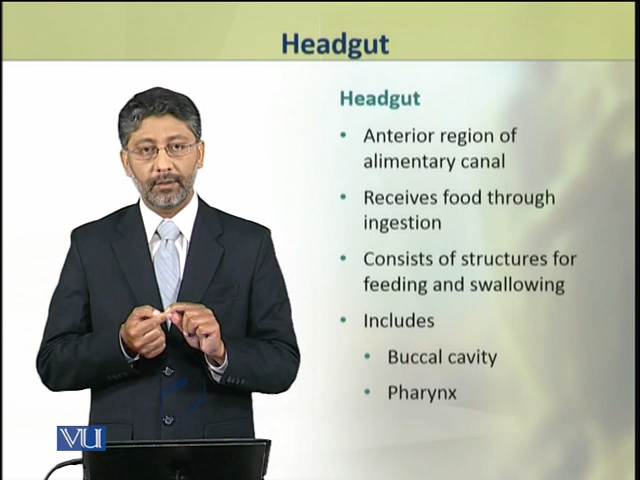 Headgut
Headgut
• Anterior region of
alimentary canal
• Receives food through
ingestion
• Consists of structures for
feeding and swallowing
• Includes
• Buccal cavity
• Pharynx
VU